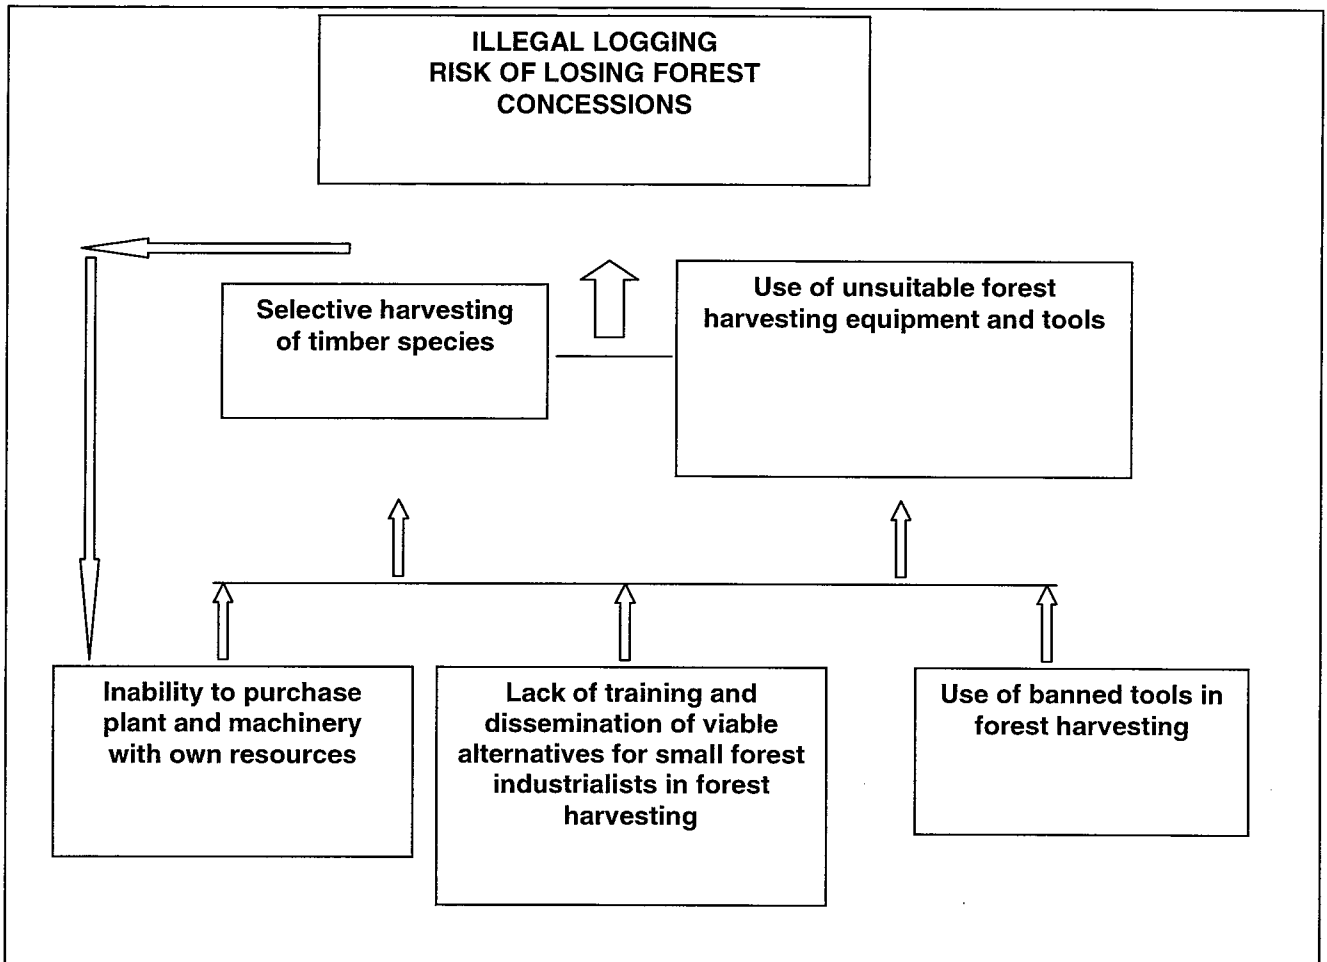 ILLEGAL LOGGING
RISK OF LOSING FOREST
CONCESSIONS
Selective harvesting
of timber species
Use of unsuitable forest
harvesting equipment and tools
Inability to purchase
plant and machinery
with own resources
Lack of training and
dissemination of viable
alternatives for small forest
industrialists in forest
harvesting
Use of banned tools in
forest harvesting